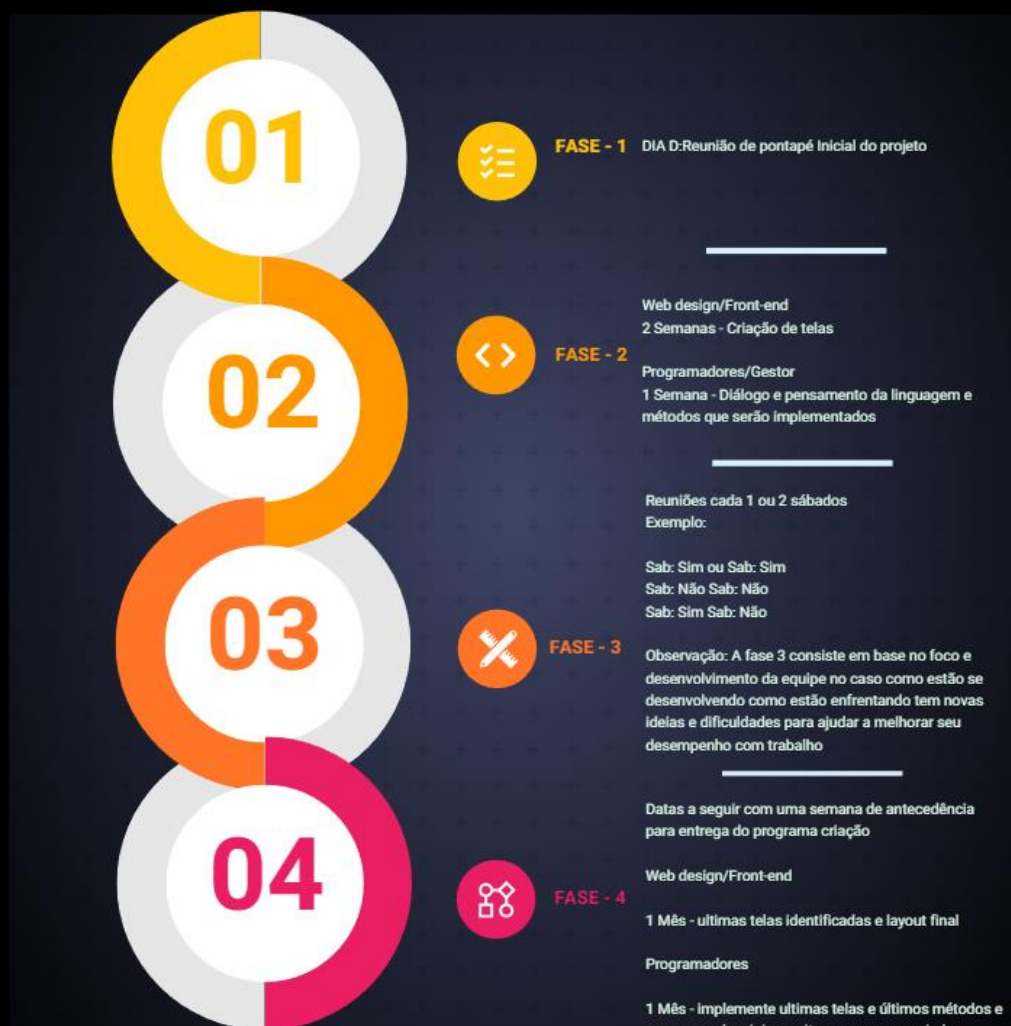 01
FASE - 1
DIA D:Reunião de pontapé Inicial do projeto
02
FASE - 2
Web design/Front-end
2 Semanas - Criação de telas
Programadores/Gestor
1 Semana - Diálogo e pensamento da linguagem e
métodos que serão implementados
03
FASE - 3
Reuniões cada 1 ou 2 sábados
Exemplo:
Sab: Sim ou Sab: Sim
Sab: Não Sab: Não
Sab: Sim Sab: Não
Observação: A fase 3 consiste em base no foco e
desenvolvimento da equipe no caso como estão se
desenvolvendo como estão enfrentando tem novas
ideias e dificuldades para ajudar a melhorar seu
desempenho com trabalho
04
FASE - 4
Datas a seguir com uma semana de antecedência
para entrega do programa criação
Web design/Front-end
1 Mês - ultimas telas identificadas e layout final
Programadores
1 Mês - implemente ultimas telas e últimos métodos e